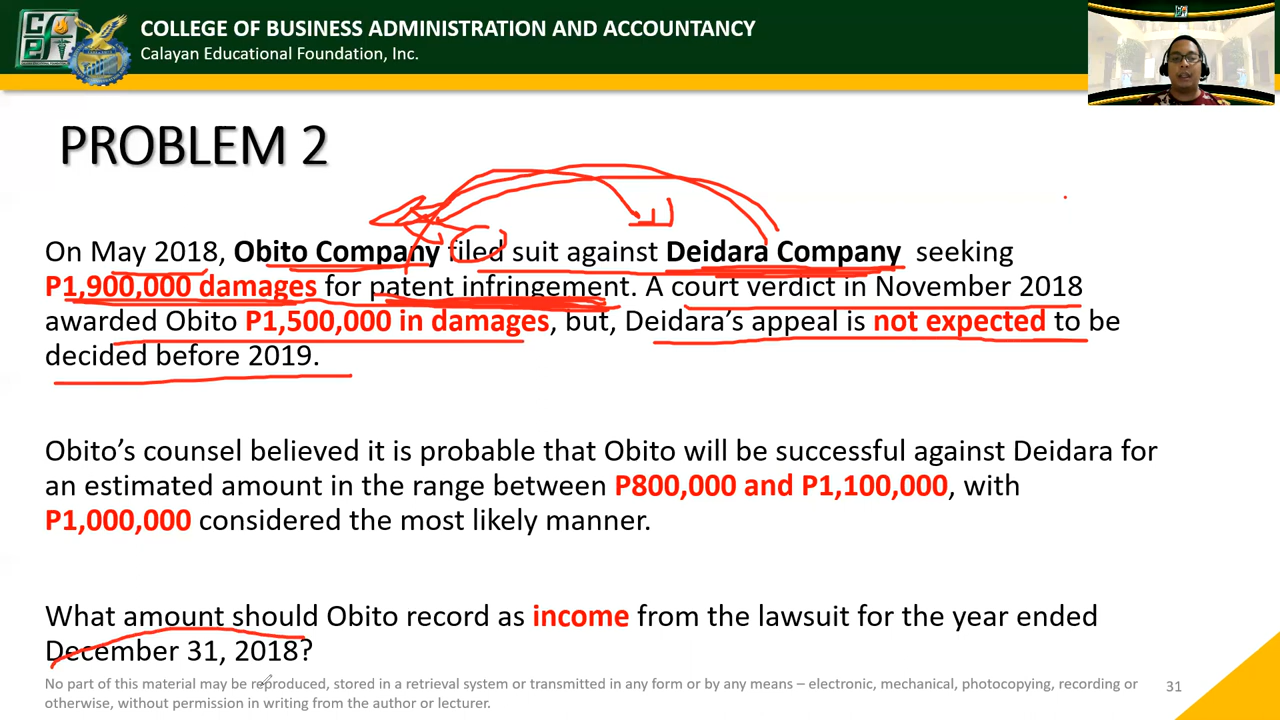 COLLEGE OF BUSINESS ADMINISTRATION AND ACCOUNTANCY
Calayan Educational Foundation, Inc.
PROBLEM 2
On May 2018, Obito Company filed suit against Deidara Company seeking
P1,900,000 damages for patent infringement. A court verdict in November 2018
awarded Obito P1,500,000 in damages, but, Deidara's appeal is not expected to be
decided before 2019.
Obito's counsel believed it is probable that Obito will be successful against Deidara for
an estimated amount in the range between P800,000 and P1,100,000, with
P1,000,000 considered the most likely manner.
What amount should Obito record as income from the lawsuit for the year ended
December 31, 2018?
No part of this material may be reproduced, stored in a retrieval system or transmitted in any form or by any means – electronic, mechanical, photocopying, recording or
otherwise, without permission in writing from the author or lecturer.
31